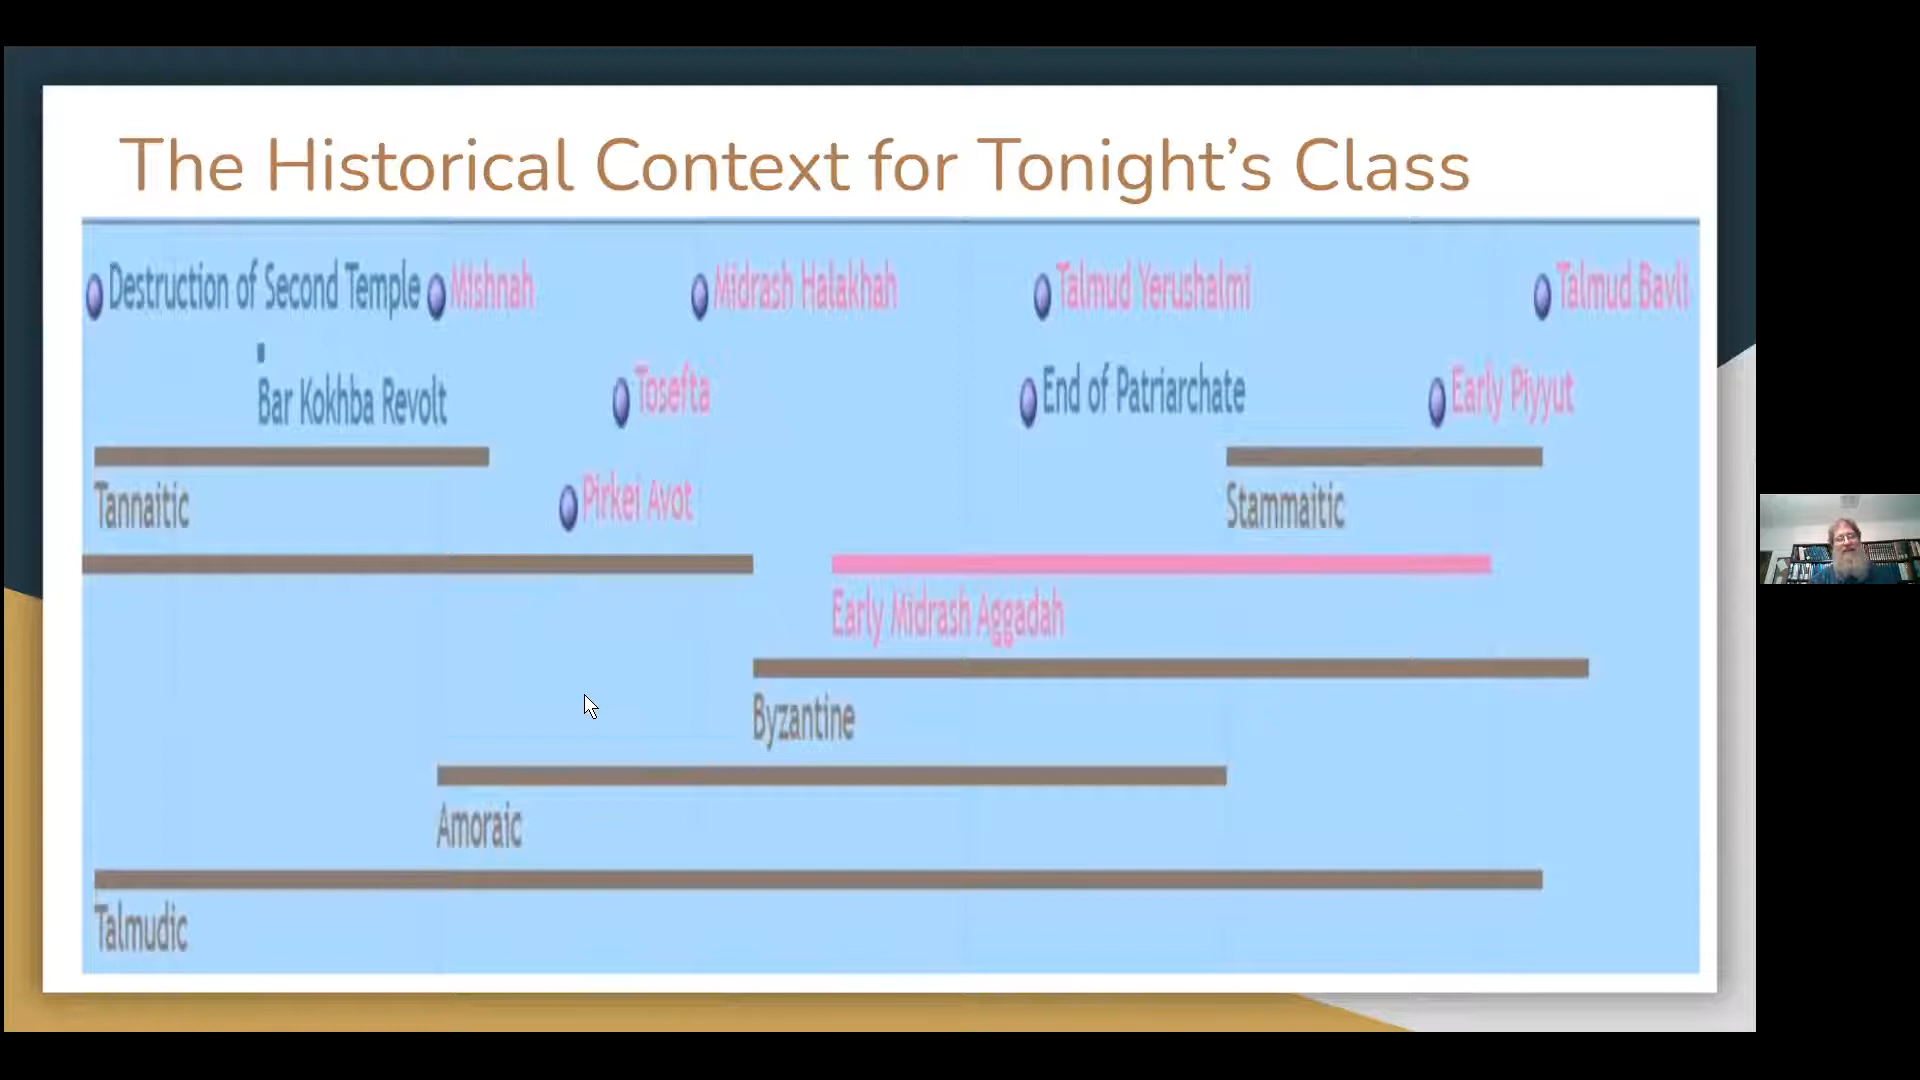 The Historical Context for Tonight’s Class
Destruction of Second Temple Mishnah Midrash Halakhah Talmud Yerushalmi Talmud Bavli
Bar Kokhba Revolt Tosefta End of Patriarchate Early Piyyut
Tannaitic Pirkei Avot Stammaitic
Early Midrash Aggadah
Byzantine
Amoraic
Talmudic